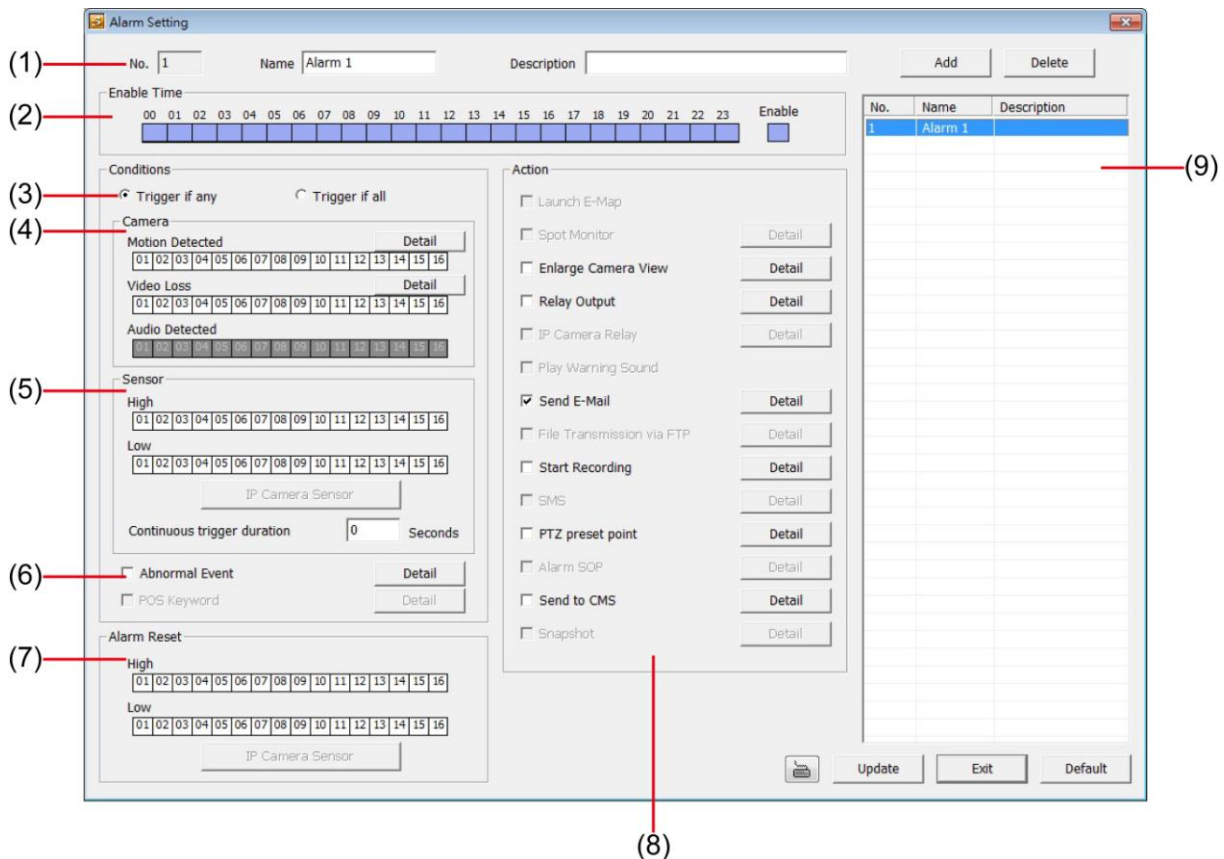 Alarm Setting
(1) No. 1 Name Alarm 1 Description Add Delete
Enable Time
(2) 00 01 02 03 04 05 06 07 08 09 10 11 12 13 14 15 16 17 18 19 20 21 22 23 Enable
No. Name Description
1 Alarm 1
(9)
Conditions
(3) Trigger if any Trigger if all
(4) Camera
Motion Detected Detail
01 02 03 04 05 06 07 08 09 10 11 12 13 14 15 16
Video Loss Detail
01 02 03 04 05 06 07 08 09 10 11 12 13 14 15 16
Audio Detected
01 02 03 04 05 06 07 08 09 10 11 12 13 14 15 16
(5) Sensor
High
01 02 03 04 05 06 07 08 09 10 11 12 13 14 15 16
Low
01 02 03 04 05 06 07 08 09 10 11 12 13 14 15 16
IP Camera Sensor
Continuous trigger duration 0 Seconds
(6) Abnormal Event Detail
POS Keyword Detail
Alarm Reset
(7) High
01 02 03 04 05 06 07 08 09 10 11 12 13 14 15 16
Low
01 02 03 04 05 06 07 08 09 10 11 12 13 14 15 16
IP Camera Sensor
Action
Launch E-Map
Spot Monitor Detail
Enlarge Camera View Detail
Relay Output Detail
IP Camera Relay Detail
Play Warning Sound
Send E-Mail Detail
File Transmission via FTP Detail
Start Recording Detail
SMS Detail
PTZ preset point Detail
Alarm SOP Detail
Send to CMS Detail
Snapshot Detail
(8)
Update Exit Default